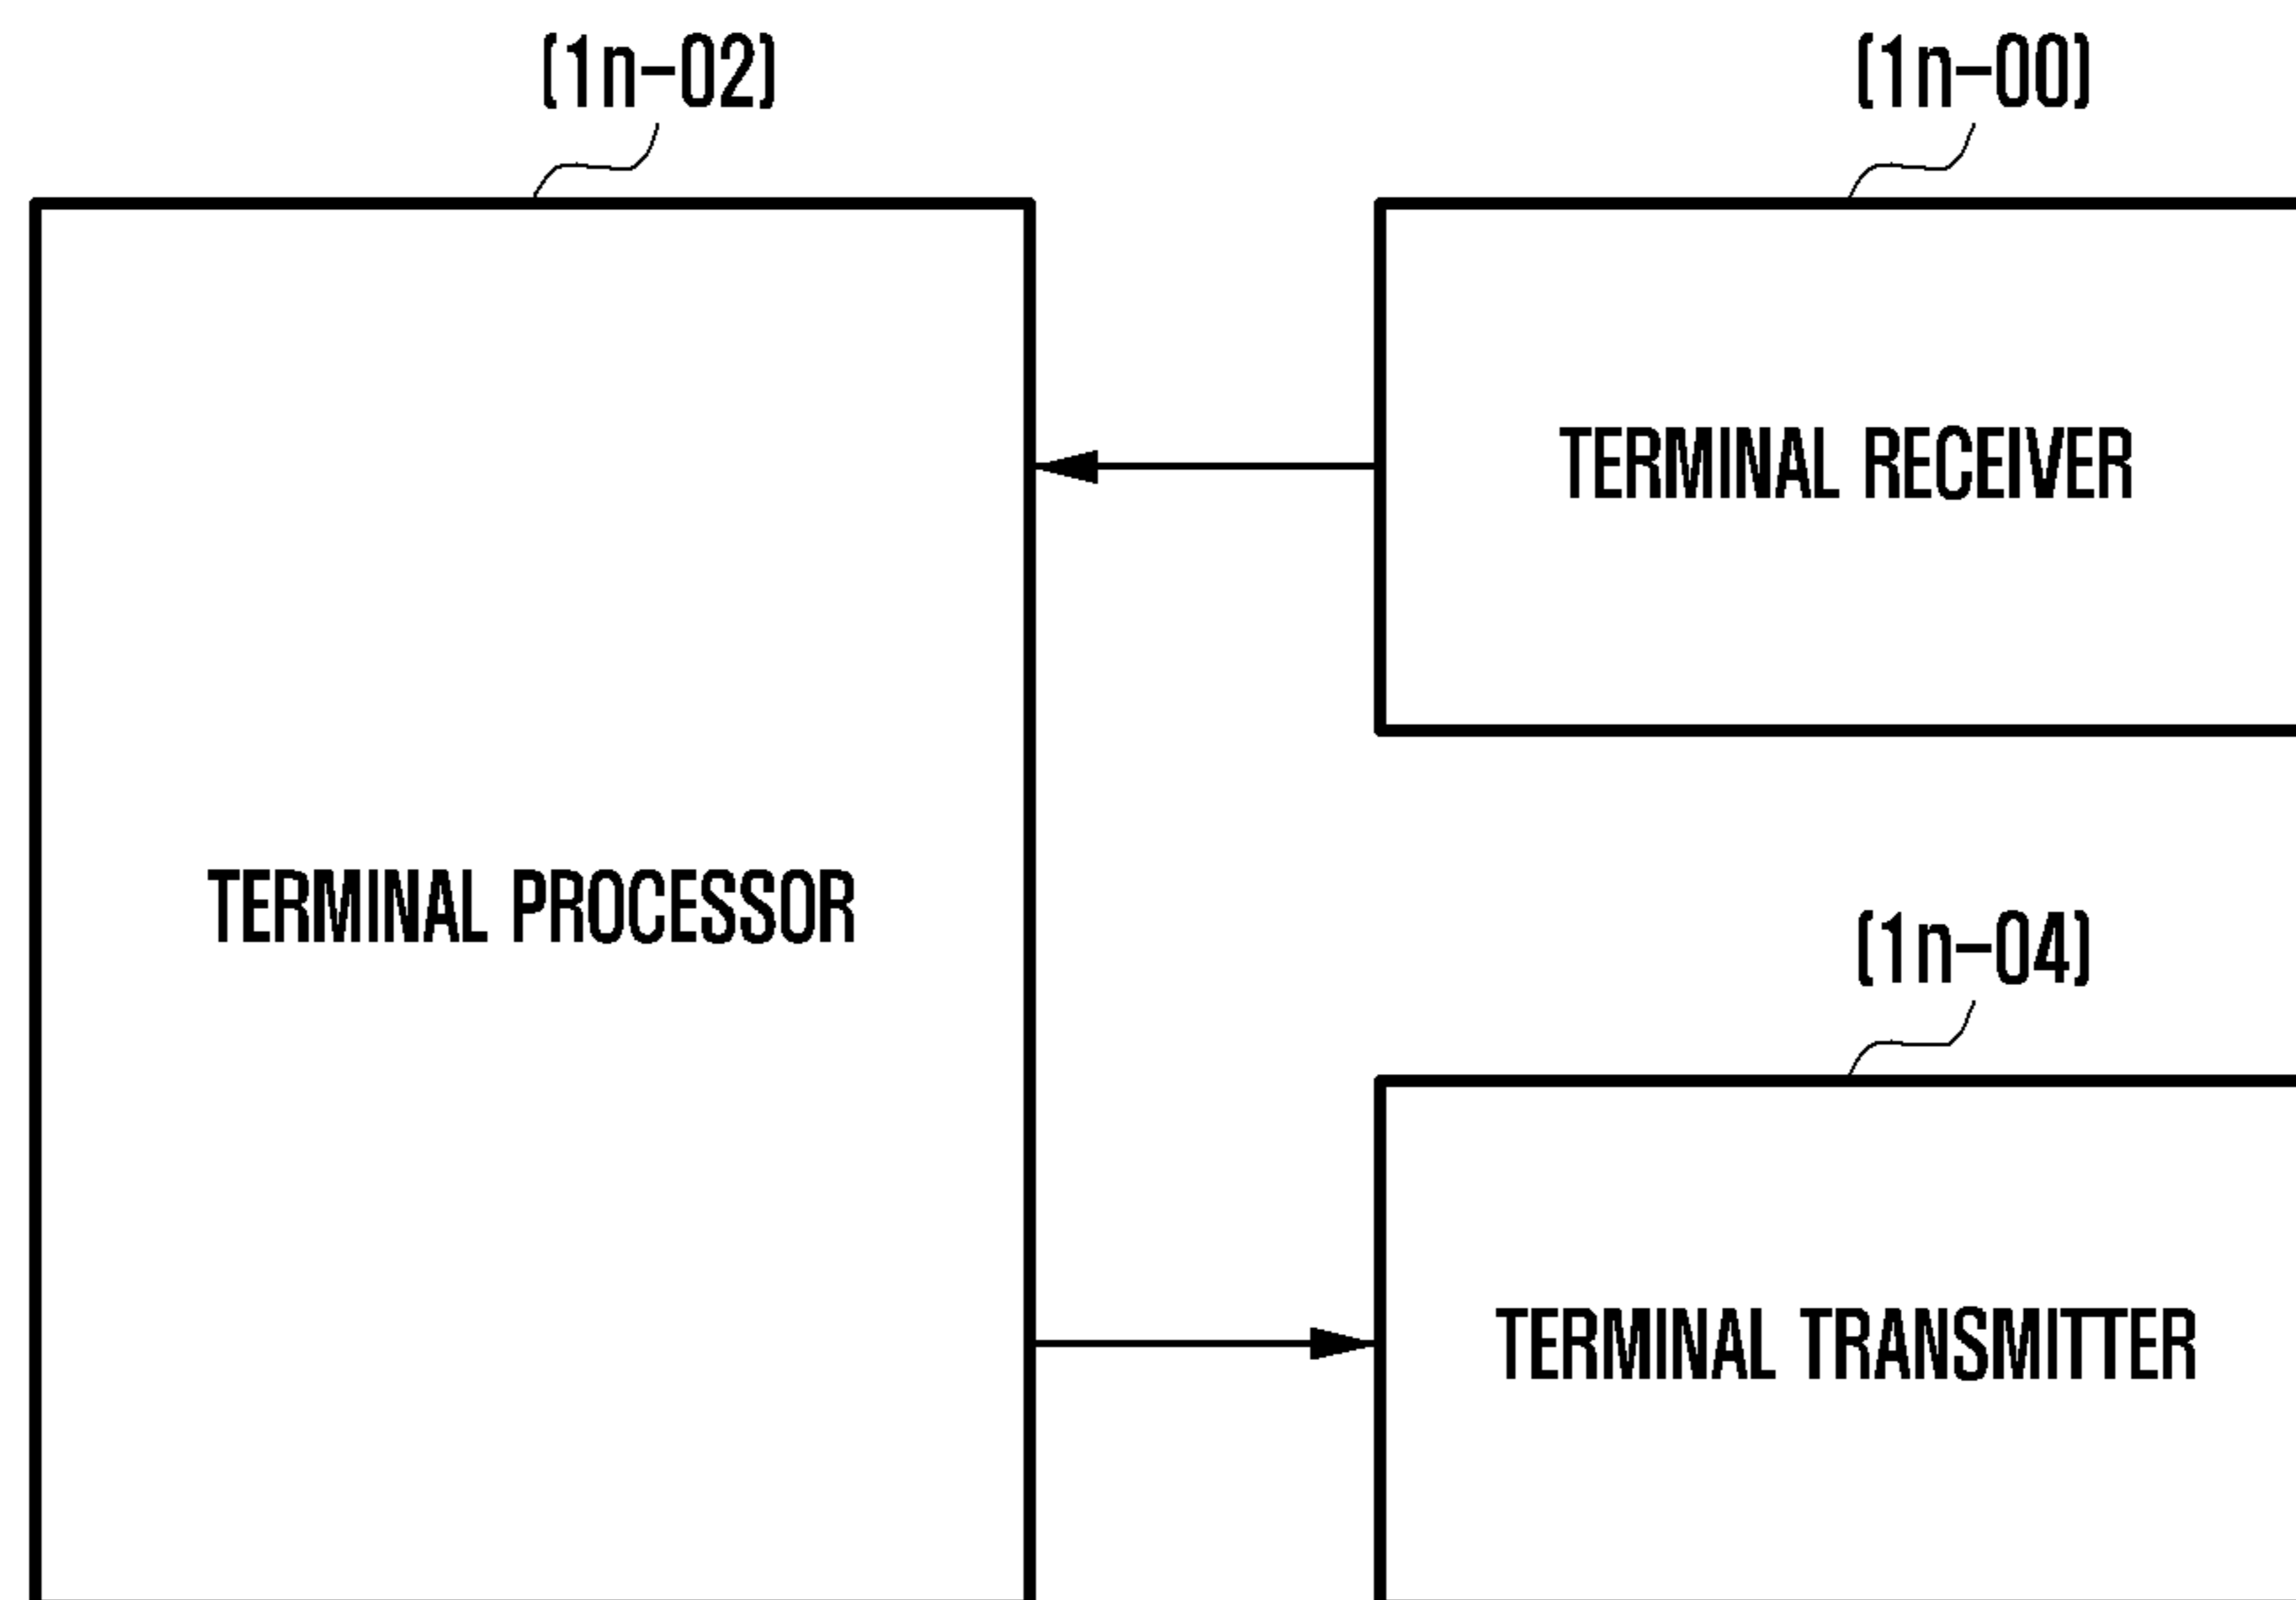 (1n-02)
(1n-00)
TERMINAL RECEIVER
TERMINAL PROCESSOR
(1n-04)
TERMINAL TRANSMITTER